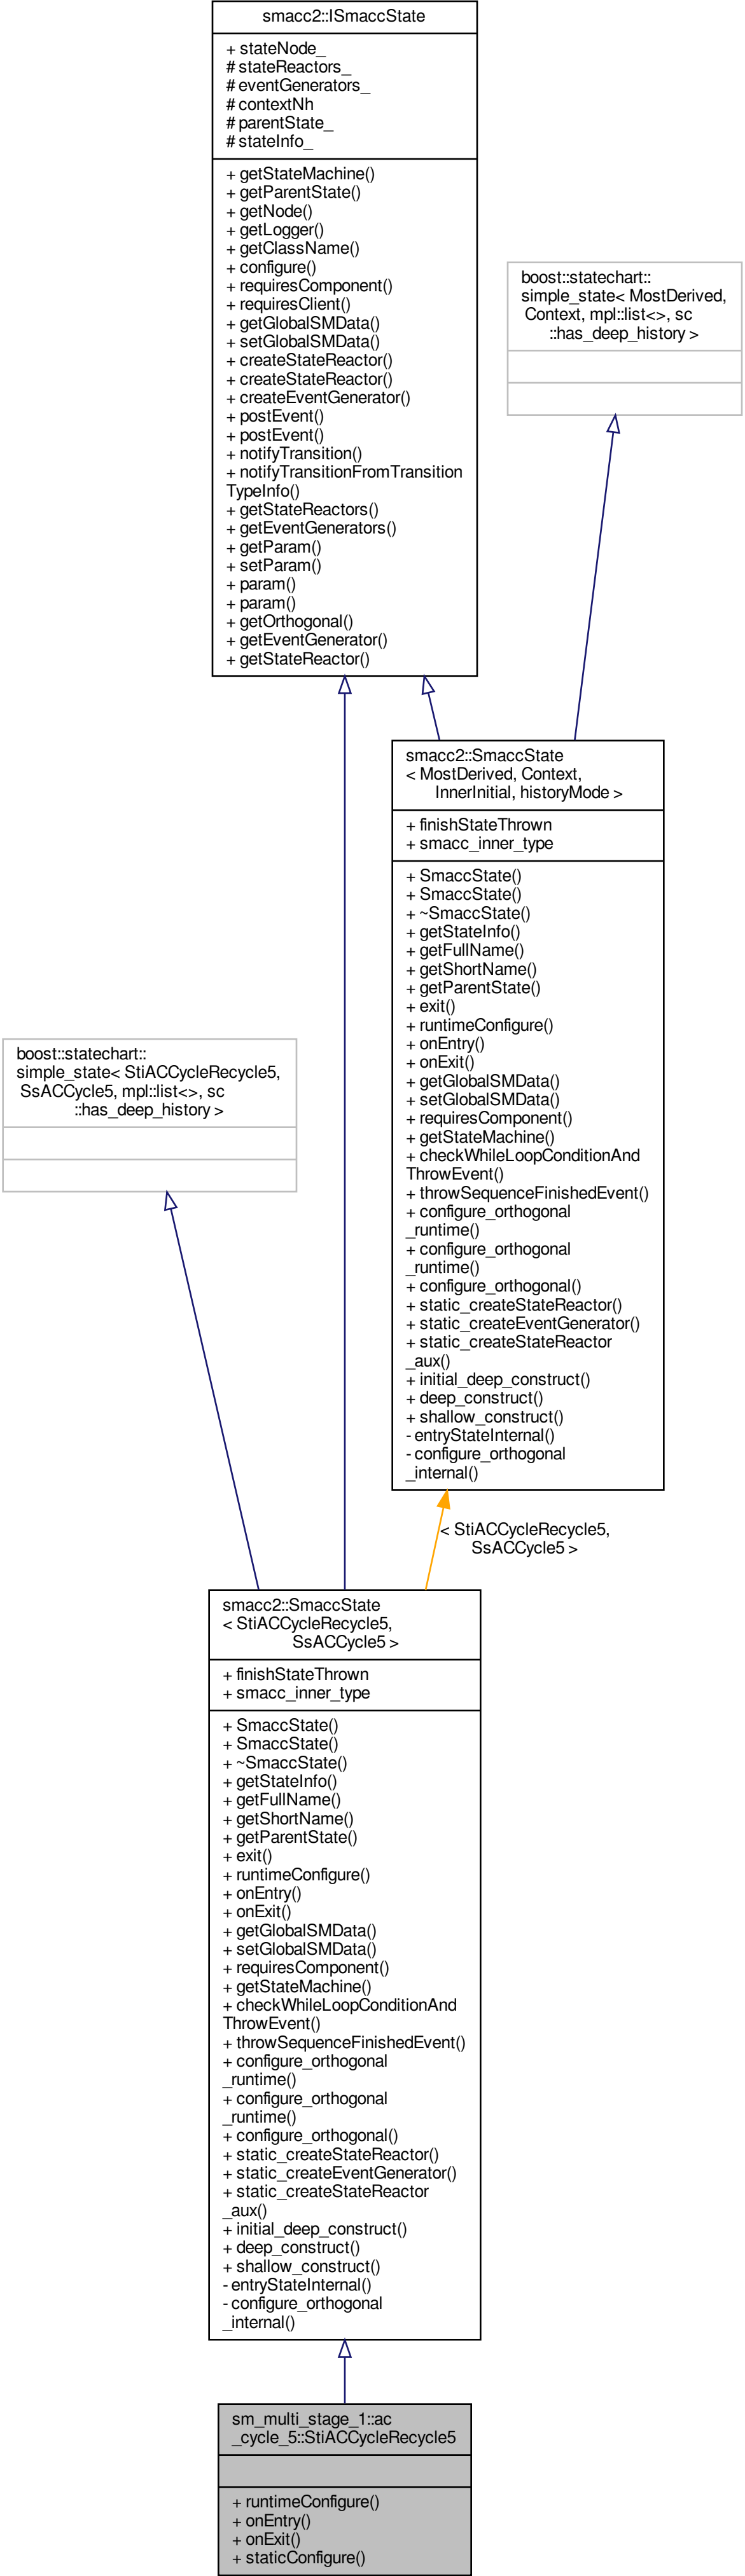 smacc2::ISmaccState
+ stateNode_
# stateReactors_
# eventGenerators_
# contextNh
# parentState_
# stateInfo_
+ getStateMachine()
+ getParentState()
+ getNode()
+ getLogger()
+ getClassName()
+ configure()
+ requiresComponent()
+ requiresClient()
+ getGlobalSMData()
+ setGlobalSMData()
+ createStateReactor()
+ createStateReactor()
+ createEventGenerator()
+ postEvent()
+ postEvent()
+ notifyTransition()
+ notifyTransitionFromTransition
TypeInfo()
+ getStateReactors()
+ getEventGenerators()
+ getParam()
+ setParam()
+ param()
+ param()
+ getOrthogonal()
+ getEventGenerator()
+ getStateReactor()
boost::statechart::
simple_state< MostDerived,
Context, mpl::list<>, sc
::has_deep_history >
smacc2::SmaccState
< MostDerived, Context,
InnerInitial, historyMode >
+ finishStateThrown
+ smacc_inner_type
+ SmaccState()
+ SmaccState()
+ ~SmaccState()
+ getStateInfo()
+ getFullName()
+ getShortName()
+ getParentState()
+ exit()
+ runtimeConfigure()
+ onEntry()
+ onExit()
+ getGlobalSMData()
+ setGlobalSMData()
+ requiresComponent()
+ getStateMachine()
+ checkWhileLoopConditionAnd
ThrowEvent()
+ throwSequenceFinishedEvent()
+ configure_orthogonal
_runtime()
+ configure_orthogonal
_runtime()
+ configure_orthogonal()
+ static_createStateReactor()
+ static_createEventGenerator()
+ static_createStateReactor
_aux()
+ initial_deep_construct()
+ deep_construct()
+ shallow_construct()
- entryStateInternal()
- configure_orthogonal
_internal()
boost::statechart::
simple_state< StiACCycleRecycle5,
SsACCycle5, mpl::list<>, sc
::has_deep_history >
< StiACCycleRecycle5,
SsACCycle5 >
smacc2::SmaccState
< StiACCycleRecycle5,
SsACCycle5 >
+ finishStateThrown
+ smacc_inner_type
+ SmaccState()
+ SmaccState()
+ ~SmaccState()
+ getStateInfo()
+ getFullName()
+ getShortName()
+ getParentState()
+ exit()
+ runtimeConfigure()
+ onEntry()
+ onExit()
+ getGlobalSMData()
+ setGlobalSMData()
+ requiresComponent()
+ getStateMachine()
+ checkWhileLoopConditionAnd
ThrowEvent()
+ throwSequenceFinishedEvent()
+ configure_orthogonal
_runtime()
+ configure_orthogonal
_runtime()
+ configure_orthogonal()
+ static_createStateReactor()
+ static_createEventGenerator()
+ static_createStateReactor
_aux()
+ initial_deep_construct()
+ deep_construct()
+ shallow_construct()
- entryStateInternal()
- configure_orthogonal
_internal()
sm_multi_stage_1::ac
_cycle_5::StiACCycleRecycle5
+ runtimeConfigure()
+ onEntry()
+ onExit()
+ staticConfigure()